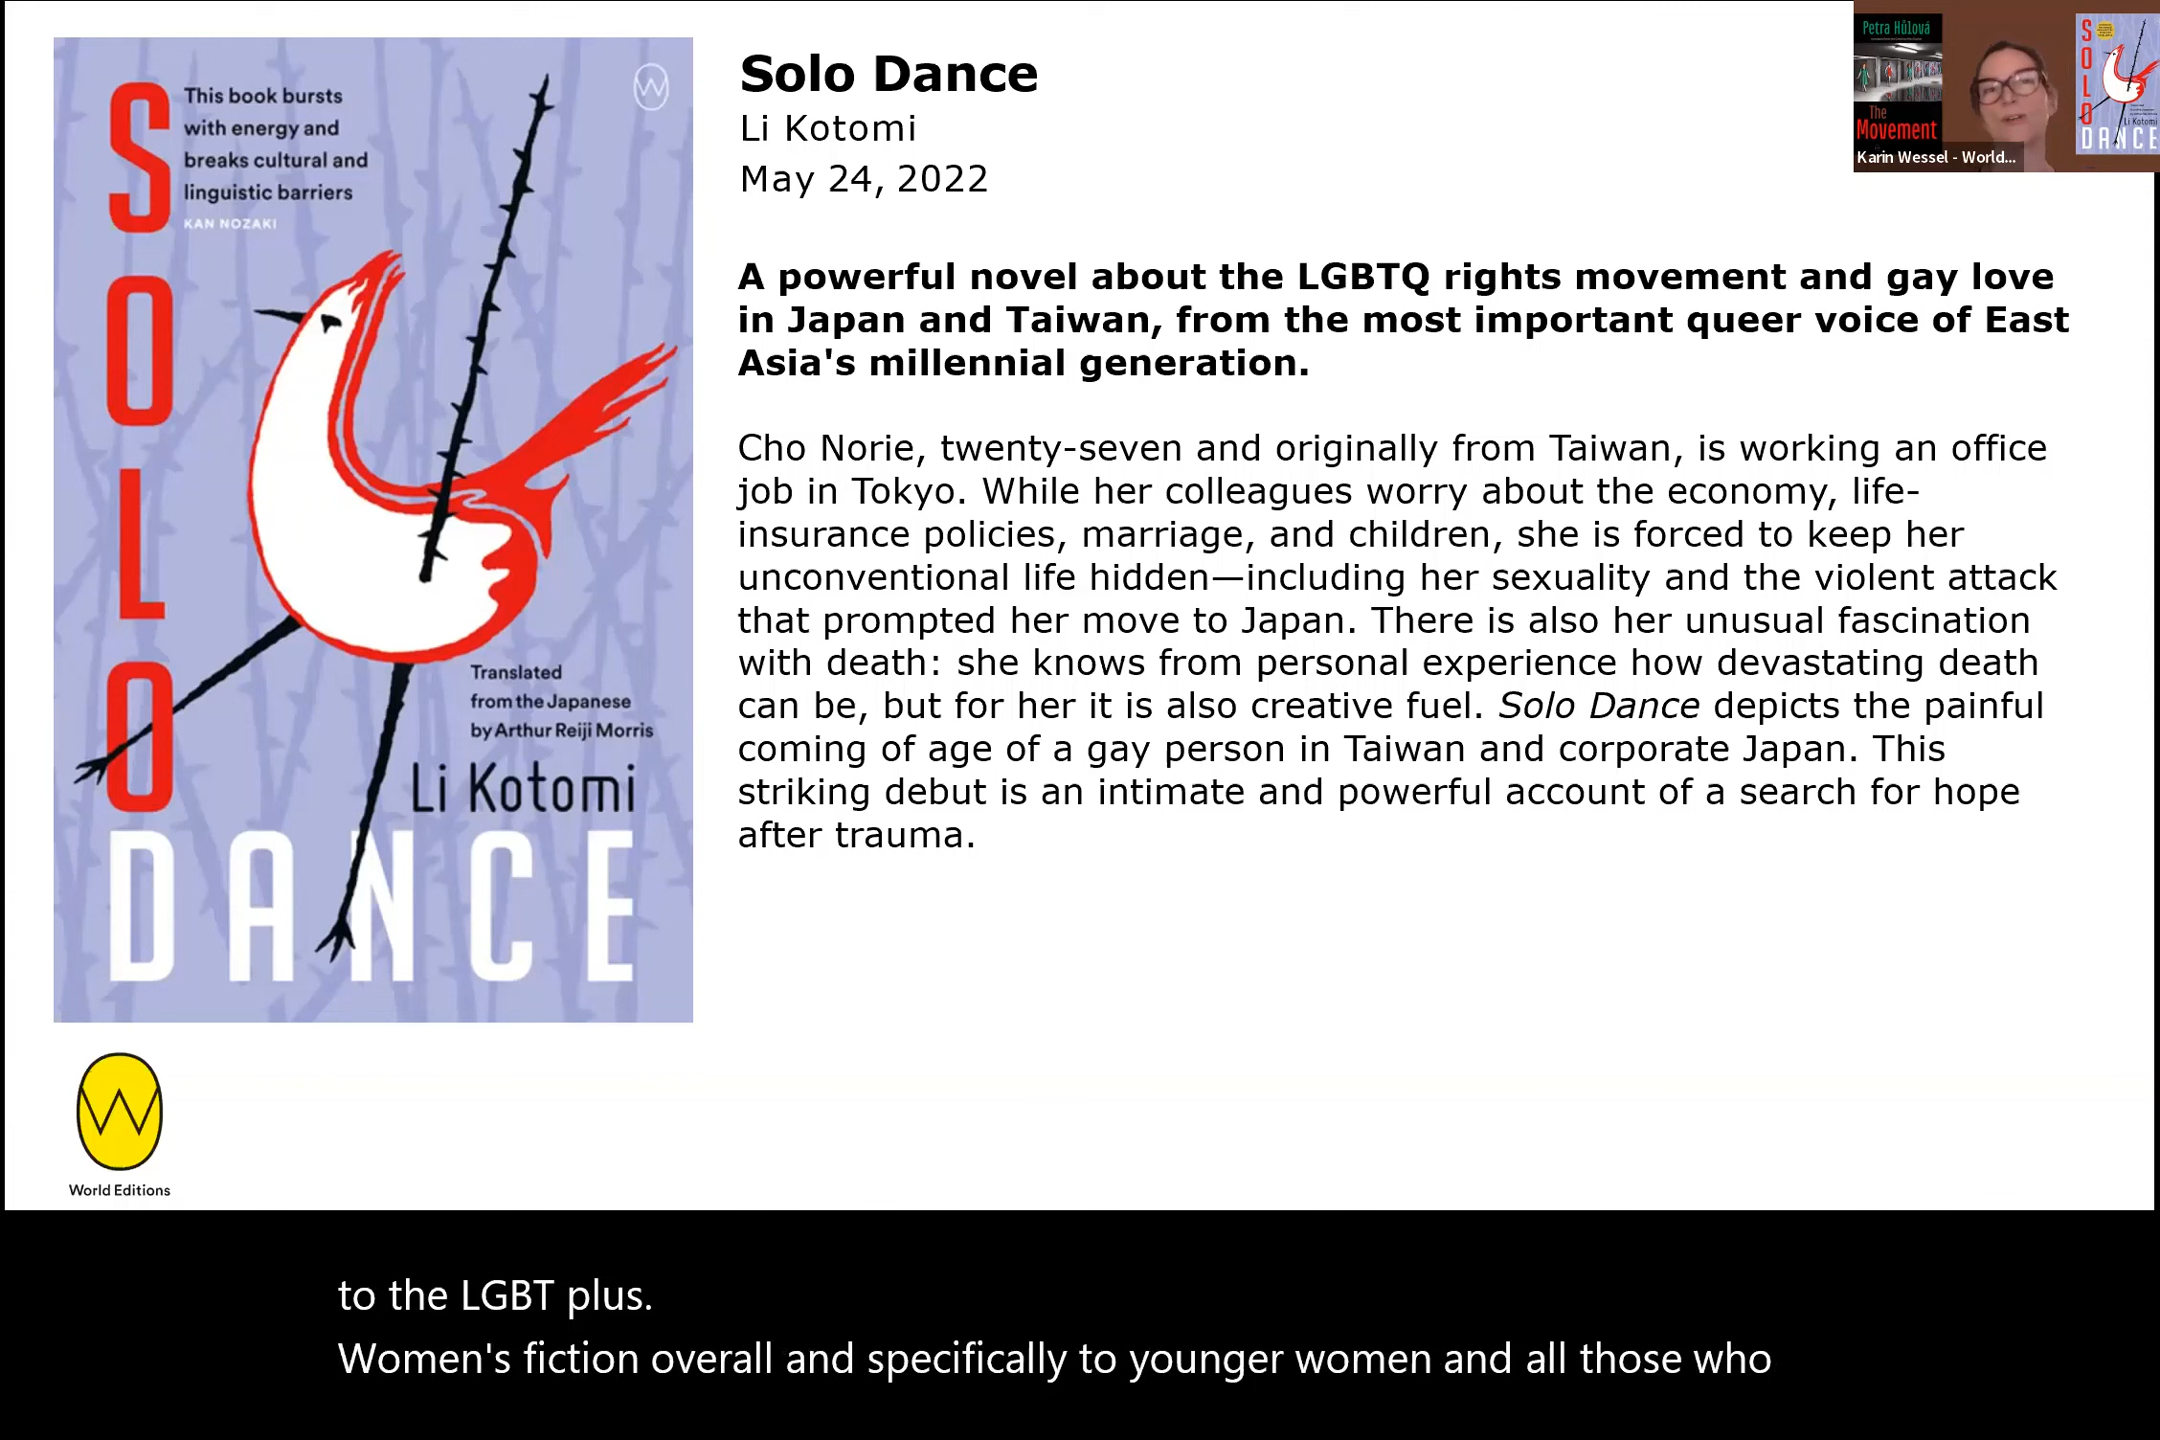 S
O
L
O
DANCE
This book bursts
with energy and
breaks cultural and
linguistic barriers
KAN NOZAKI
W
Translated
from the Japanese
by Arthur Reiji Morris
Li Kotomi
W
World Editions
Solo Dance
Li Kotomi
May 24, 2022
A powerful novel about the LGBTQ rights movement and gay love
in Japan and Taiwan, from the most important queer voice of East
Asia's millennial generation.
Cho Norie, twenty-seven and originally from Taiwan, is working an office
job in Tokyo. While her colleagues worry about the economy, life-
insurance policies, marriage, and children, she is forced to keep her
unconventional life hidden—including her sexuality and the violent attack
that prompted her move to Japan. There is also her unusual fascination
with death: she knows from personal experience how devastating death
can be, but for her it is also creative fuel. Solo Dance depicts the painful
coming of age of a gay person in Taiwan and corporate Japan. This
striking debut is an intimate and powerful account of a search for hope
after trauma.
Petra Hůlová
The
Movement
Karin Wessel - World...
S
O
L
O
Li Kotomi
DANCE
to the LGBT plus.
Women's fiction overall and specifically to younger women and all those who